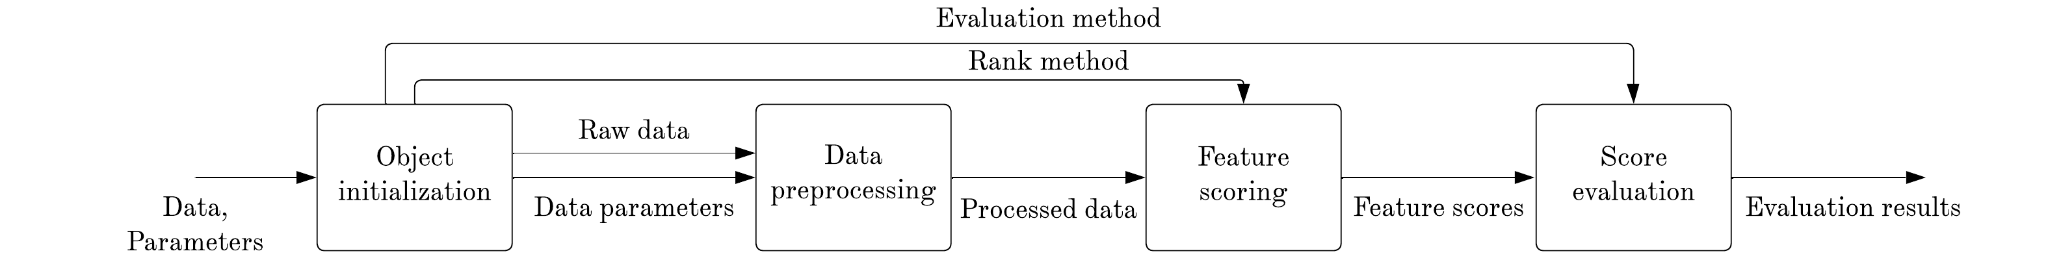 Evaluation method
Rank method
Raw data
Object
initialization
Data
preprocessing
Feature
scoring
Score
evaluation
Data,
Parameters
Data parameters
Processed data
Feature scores
Evaluation results